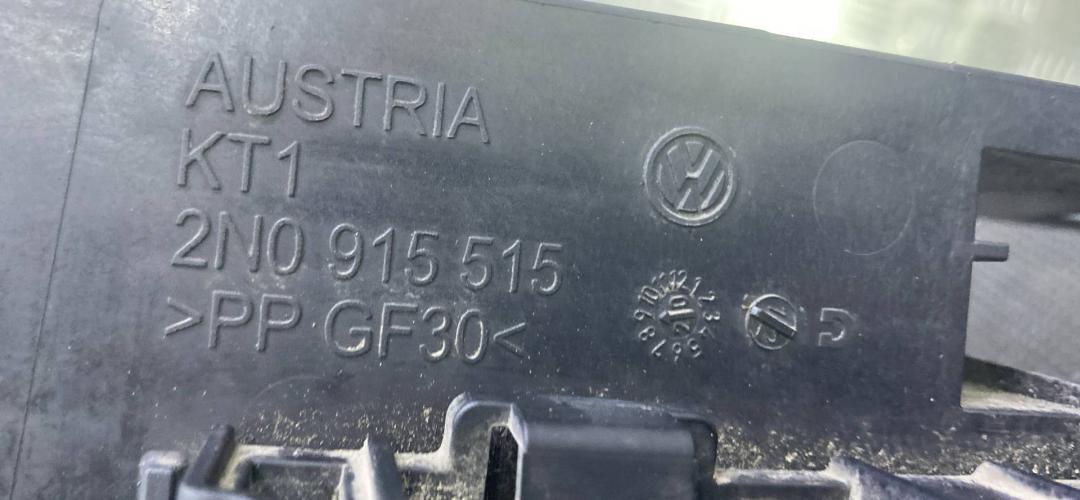 AUSTRIA
KT1
2N0 915 515
>PP GF30<